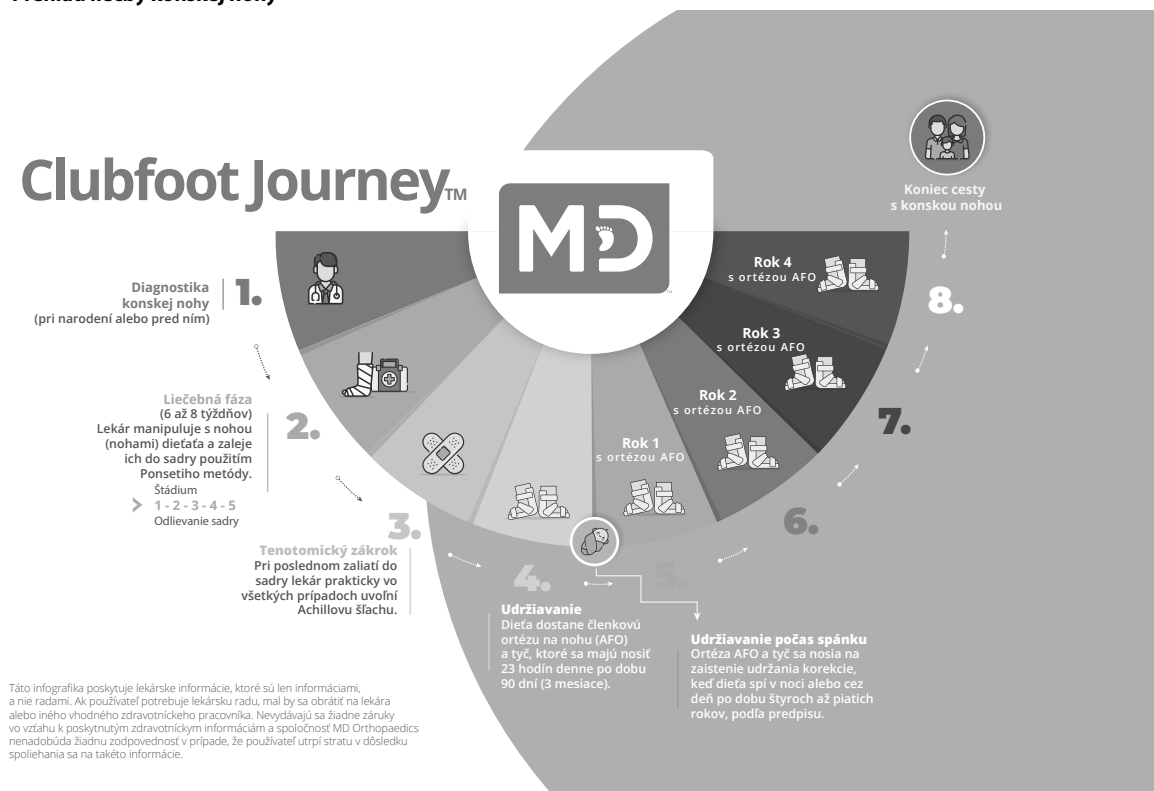 Clubfoot Journey™
MD
1.
Diagnostika
konskej nohy
(pri narodení alebo pred ním)
2.
Liečebná fáza
(6 až 8 týždňov)
Lekár manipuluje s nohou
(nohami) dieťaťa a zaleje
ich do sadry použitím
Ponsetiho metódy.
Štádium
> 1 - 2 - 3 - 4 - 5
Odlievanie sadry
3.
Tenotomický zákrok
Pri poslednom zaliatí do
sadry lekár prakticky vo
všetkých prípadoch uvoľní
Achillovu šľachu.
4.
Udržiavanie
Dieťa dostane členkovú
ortézu na nohu (AFO)
a tyč, ktoré sa majú nosiť
23 hodín denne po dobu
90 dní (3 mesiace).
5.
Rok 1
s ortézou AFO
Udržiavanie počas spánku
Ortéza AFO a tyč sa nosia na
zaistenie udržania korekcie,
keď dieťa spí v noci alebo cez
deň po dobu štyroch až piatich
rokov, podľa predpisu.
6.
Rok 2
s ortézou AFO
7.
Rok 3
s ortézou AFO
8.
Rok 4
s ortézou AFO
Koniec cesty
s konskou nohou
Táto infografika poskytuje lekárske informácie, ktoré sú len informáciami,
a nie radami. Ak používateľ potrebuje lekársku radu, mal by sa obrátiť na lekára
alebo iného vhodného zdravotníckeho pracovníka. Nevydávajú sa žiadne záruky
vo vzťahu k poskytnutým zdravotníckym informáciám a spoločnosť MD Orthopaedics
nenadobúda žiadnu zodpovednosť v prípade, že používateľ utrpí stratu v dôsledku
spoliehania sa na takéto informácie.